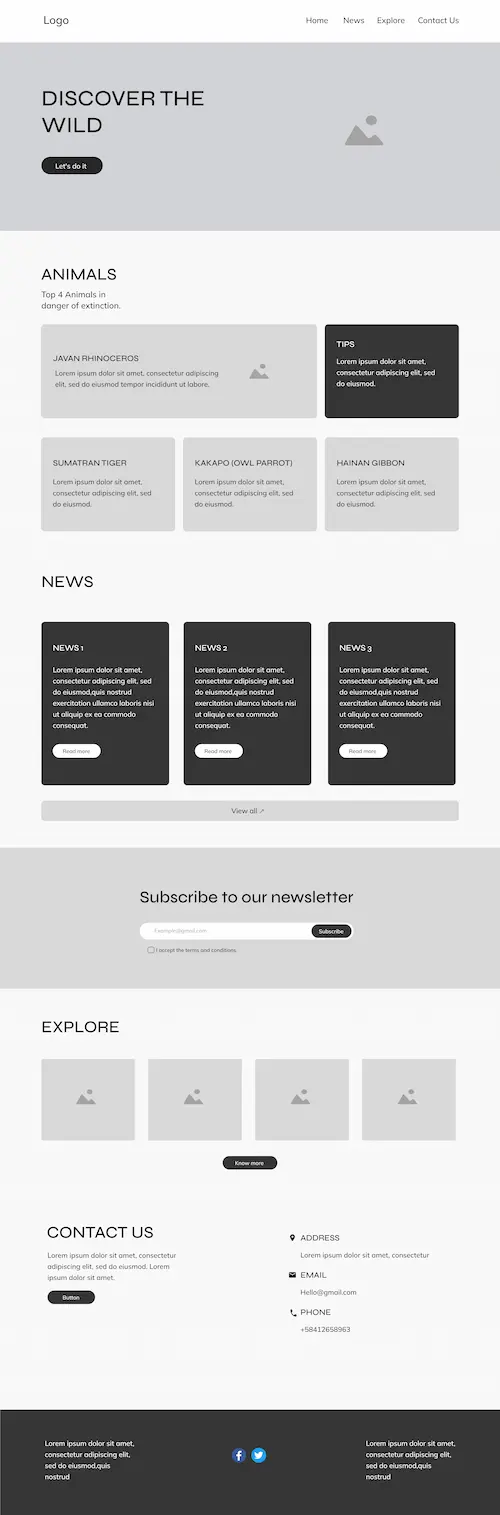 Logo
Home News Explore Contact Us
DISCOVER THE
WILD
Let's do it
ANIMALS
Top 4 Animals in
danger of extinction.
JAVAN RHINOCEROS
Lorem ipsum dolor sit amet, consectetur adipiscing
elit, sed do eiusmod tempor incididunt ut labore.
TIPS
Lorem ipsum dolor sit amet,
consectetur adipiscing elit, sed
do eiusmod.
SUMATRAN TIGER
Lorem ipsum dolor sit amet,
consectetur adipiscing elit, sed
do eiusmod.
KAKAPO (OWL PARROT)
Lorem ipsum dolor sit amet,
consectetur adipiscing elit, sed
do eiusmod.
HAINAN GIBBON
Lorem ipsum dolor sit amet,
consectetur adipiscing elit, sed
do eiusmod.
NEWS
NEWS 1
Lorem ipsum dolor sit amet,
consectetur adipiscing elit, sed
do eiusmod,quis nostrud
exercitation ullamco laboris nisi
ut aliquip ex ea commodo
consequat.
Read more
NEWS 2
Lorem ipsum dolor sit amet,
consectetur adipiscing elit, sed
do eiusmod,quis nostrud
exercitation ullamco laboris nisi
ut aliquip ex ea commodo
consequat.
Read more
NEWS 3
Lorem ipsum dolor sit amet,
consectetur adipiscing elit, sed
do eiusmod,quis nostrud
exercitation ullamco laboris nisi
ut aliquip ex ea commodo
consequat.
Read more
View all ↗
Subscribe to our newsletter
Example@gmail.com
Subscribe
I accept the terms and conditions.
EXPLORE
Know more
CONTACT US
Lorem ipsum dolor sit amet, consectetur
adipiscing elit, sed do eiusmod. Lorem
ipsum dolor sit amet.
Button
ADDRESS
Lorem ipsum dolor sit amet, consectetur
EMAIL
Hello@gmail.com
PHONE
+58412658963
Lorem ipsum dolor sit amet,
consectetur adipiscing elit,
sed do eiusmod,quis
nostrud
Lorem ipsum dolor sit amet,
consectetur adipiscing elit,
sed do eiusmod,quis
nostrud